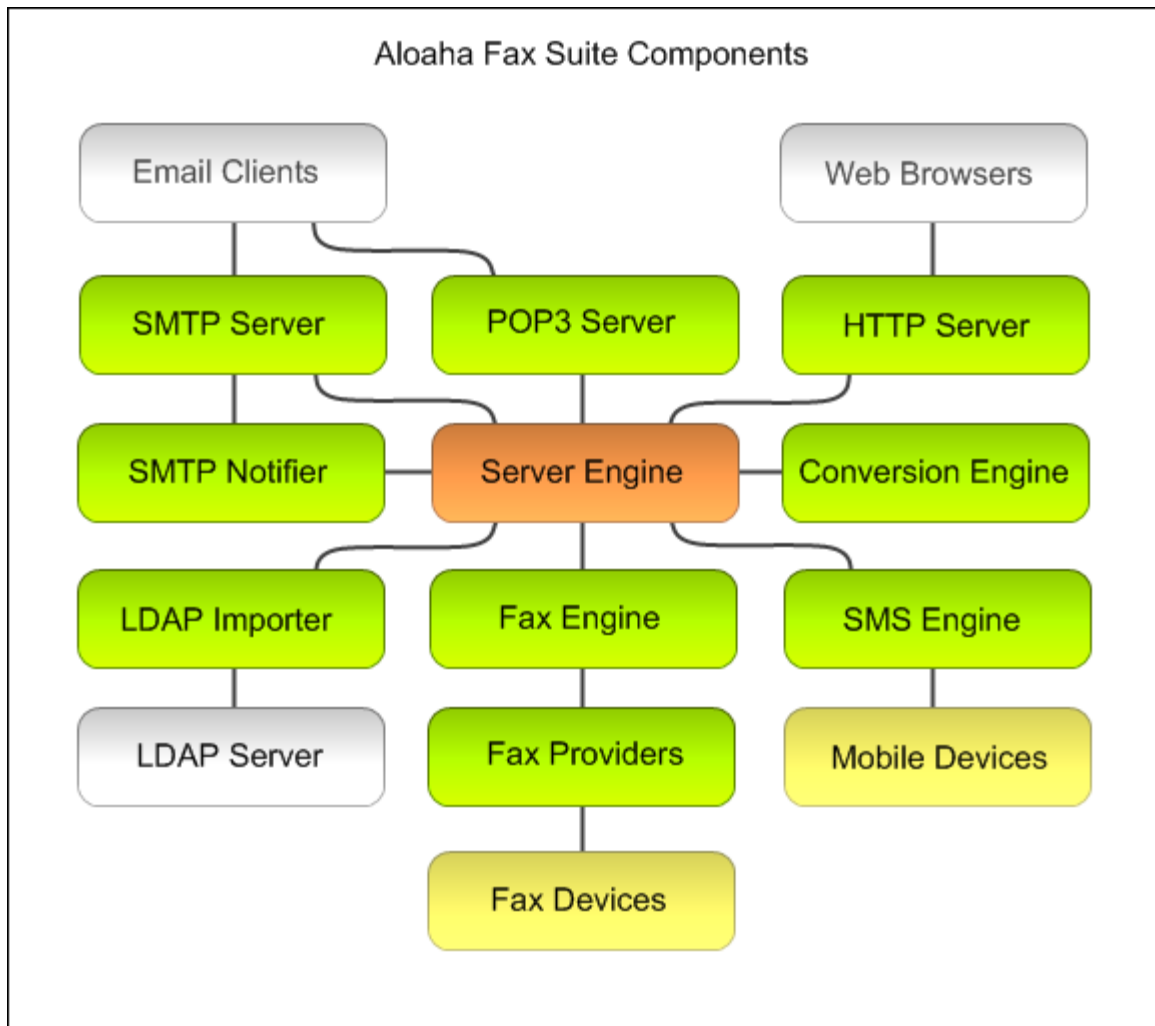 Aloaha Fax Suite Components
Email Clients
Web Browsers
SMTP Server
POP3 Server
HTTP Server
SMTP Notifier
Server Engine
Conversion Engine
LDAP Importer
Fax Engine
SMS Engine
LDAP Server
Fax Providers
Mobile Devices
Fax Devices